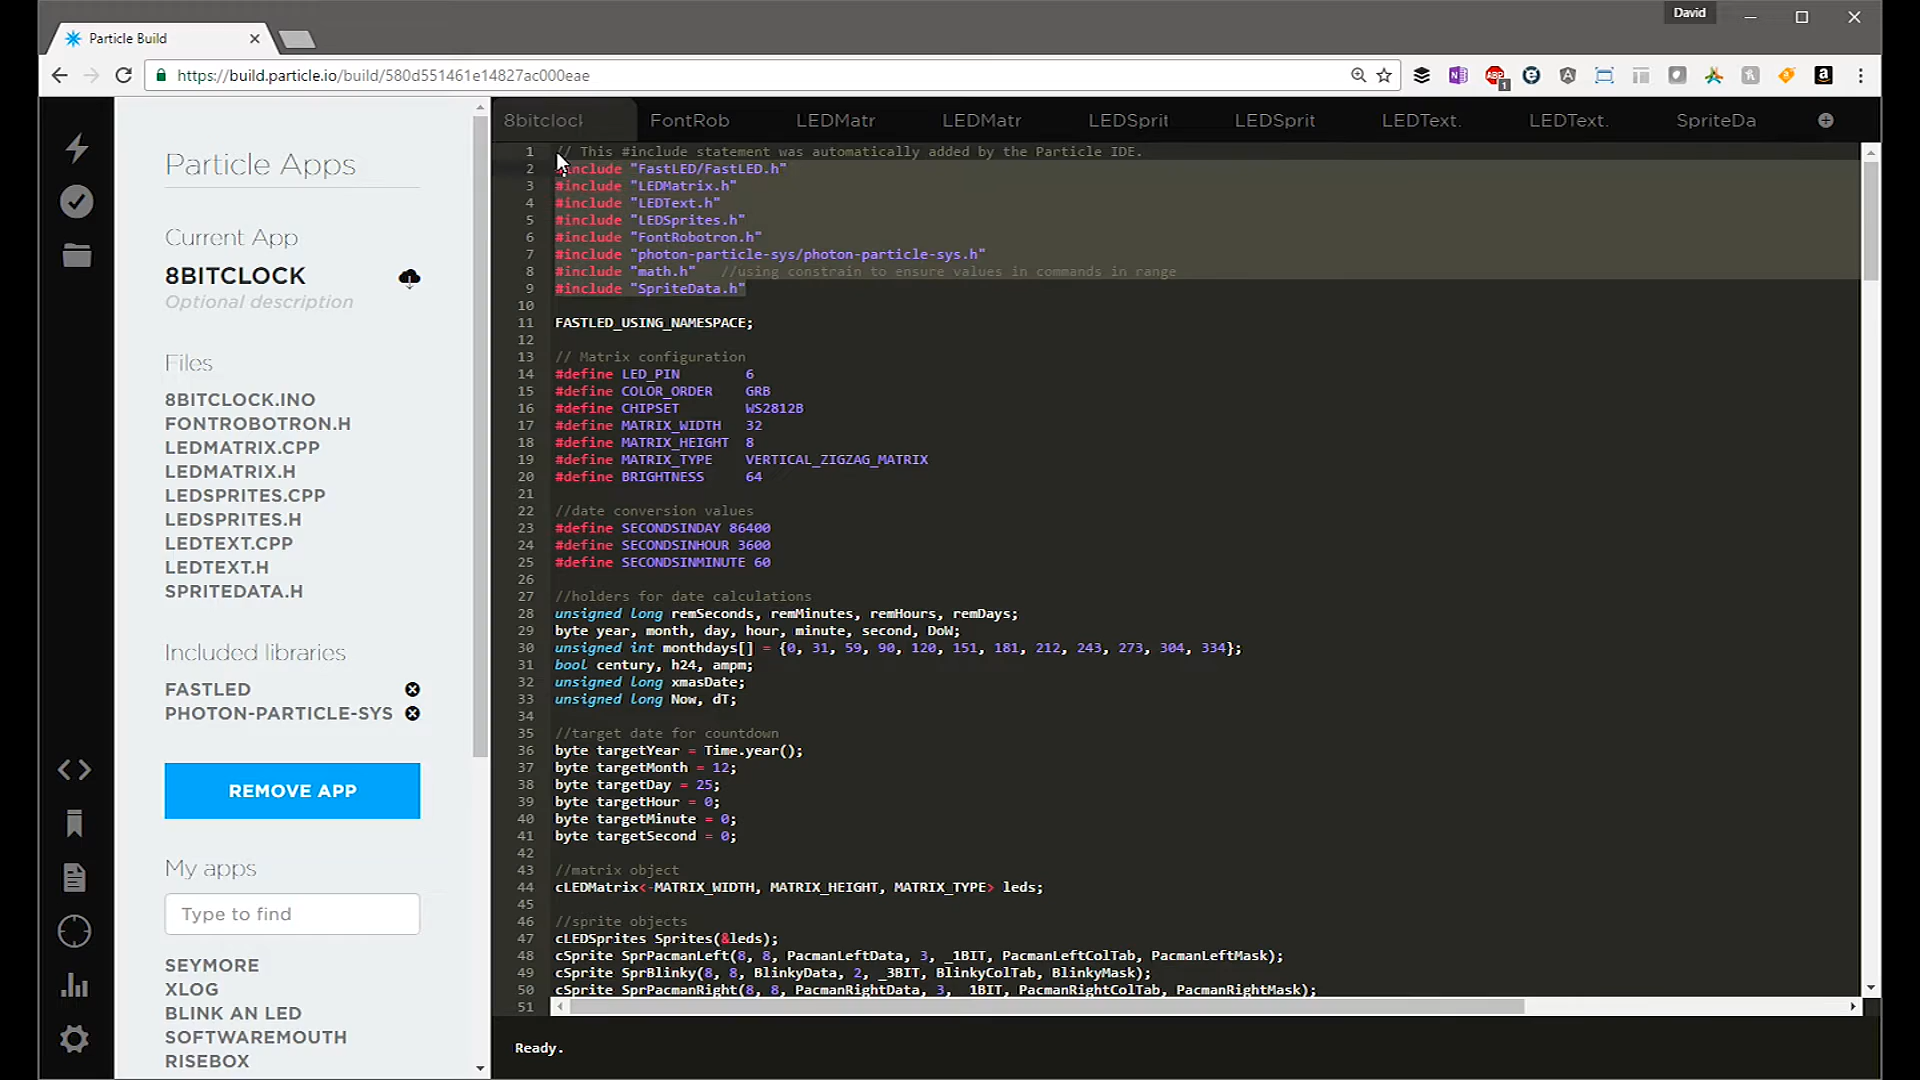 David
Particle Build
https://build.particle.io/build/580d551461e14827ac000eae
ABP
1
Particle Apps
Current App
8BITCLOCK
Optional description
Files
8BITCLOCK.INO
FONTROBOTRON.H
LEDMATRIX.CPP
LEDMATRIX.H
LEDSPRITES.CPP
LEDSPRITES.H
LEDTEXT.CPP
LEDTEXT.H
SPRITEDATA.H
Included libraries
FASTLED
PHOTON-PARTICLE-SYS
REMOVE APP
My apps
Type to find
SEYMORE
XLOG
BLINK AN LED
SOFTWAREMOUTH
RISEBOX
8bitclock FontRob LEDMatr LEDMatr LEDSprit LEDSprit LEDText. LEDText. SpriteDa
1 // This #include statement was automatically added by the Particle IDE.
2 #include "FastLED/FastLED.h"
3 #include "LEDMatrix.h"
4 #include "LEDText.h"
5 #include "LEDSprites.h"
6 #include "FontRobotron.h"
7 #include "photon-particle-sys/photon-particle-sys.h"
8 #include "math.h" //using constrain to ensure values in commands in range
9 #include "SpriteData.h"
10
11 FASTLED_USING_NAMESPACE;
12
13 // Matrix configuration
14 #define LED_PIN 6
15 #define COLOR_ORDER GRB
16 #define CHIPSET WS2812B
17 #define MATRIX_WIDTH 32
18 #define MATRIX_HEIGHT 8
19 #define MATRIX_TYPE VERTICAL_ZIGZAG_MATRIX
20 #define BRIGHTNESS 64
21
22 //date conversion values
23 #define SECONDSINDAY 86400
24 #define SECONDSINHOUR 3600
25 #define SECONDSINMINUTE 60
26
27 //holders for date calculations
28 unsigned long remSeconds, remMinutes, remHours, remDays;
29 byte year, month, day, hour, minute, second, DoW;
30 unsigned int monthdays[] = {0, 31, 59, 90, 120, 151, 181, 212, 243, 273, 304, 334};
31 bool century, h24, ampm;
32 unsigned long xmasDate;
33 unsigned long Now, dT;
34
35 //target date for countdown
36 byte targetYear = Time.year();
37 byte targetMonth = 12;
38 byte targetDay = 25;
39 byte targetHour = 0;
40 byte targetMinute = 0;
41 byte targetSecond = 0;
42
43 //matrix object
44 cLEDMatrix<-MATRIX_WIDTH, MATRIX_HEIGHT, MATRIX_TYPE> leds;
45
46 //sprite objects
47 cLEDSprites Sprites(&leds);
48 cSprite SprPacmanLeft(8, 8, PacmanLeftData, 3, _1BIT, PacmanLeftColTab, PacmanLeftMask);
49 cSprite SprBlinky(8, 8, BlinkyData, 2, _3BIT, BlinkyColTab, BlinkyMask);
50 cSprite SprPacmanRight(8, 8, PacmanRightData, 3, _1BIT, PacmanRightColTab, PacmanRightMask);
51
Ready.